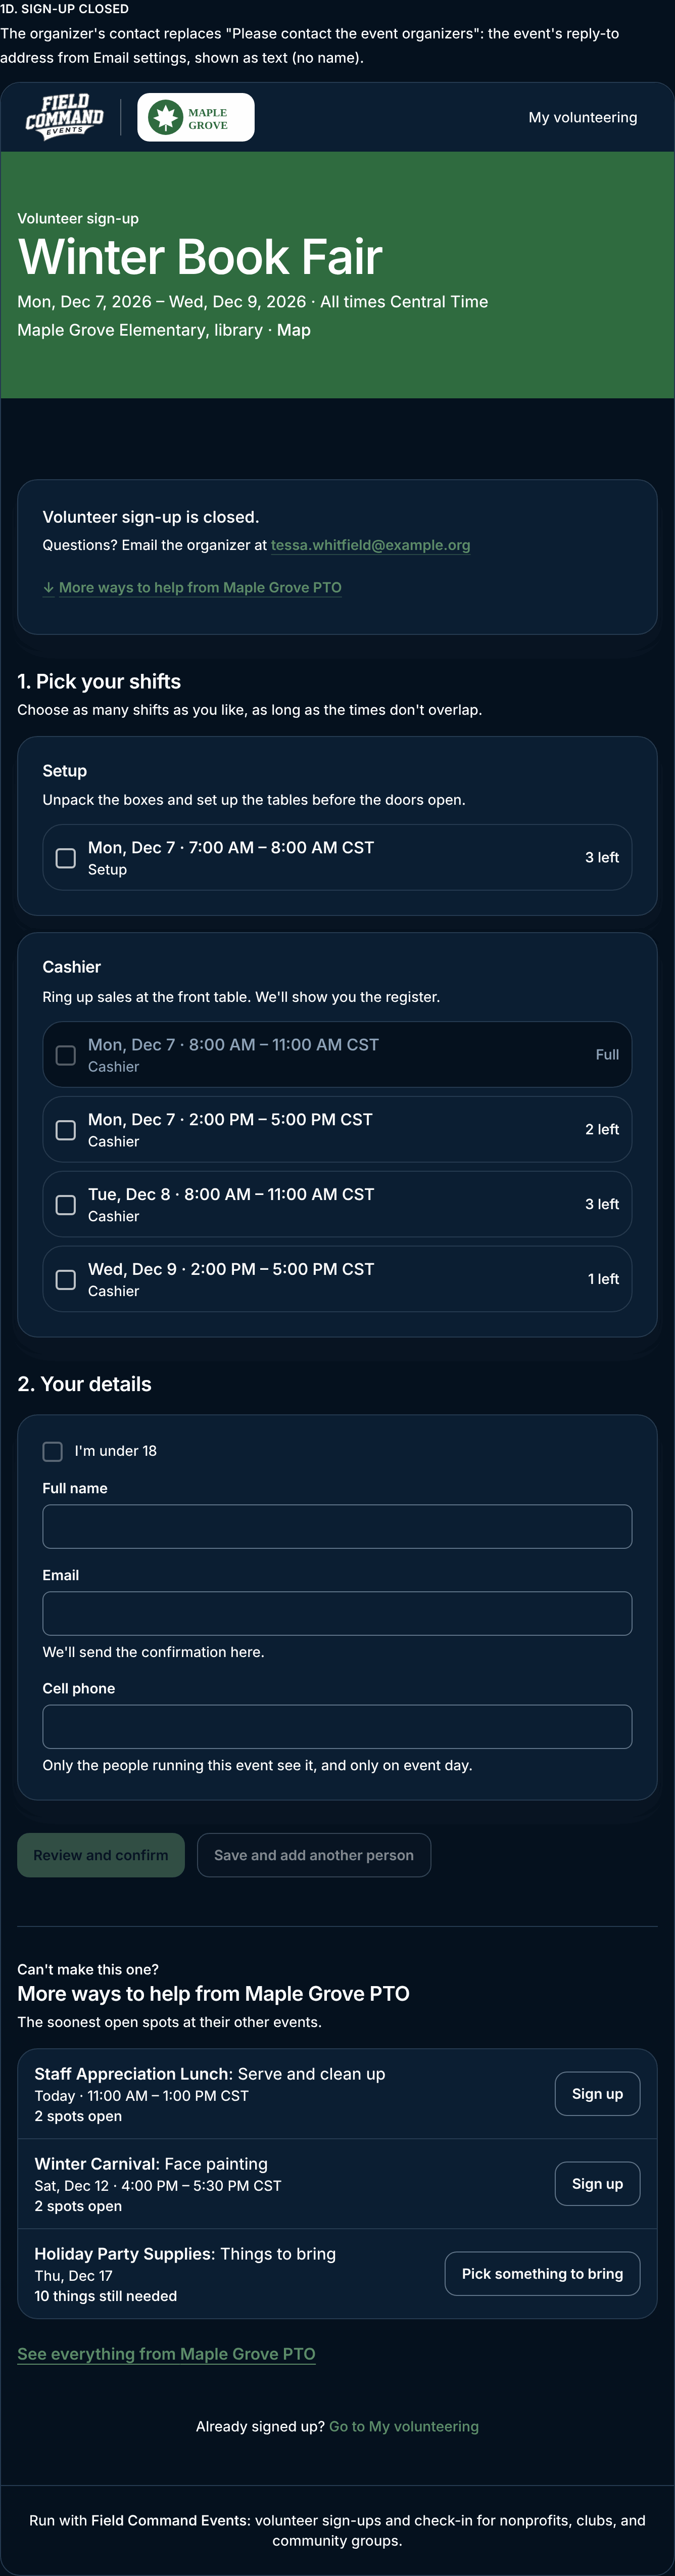 1D. SIGN-UP CLOSED
The organizer's contact replaces "Please contact the event organizers": the event's reply-to
address from Email settings, shown as text (no name).
FIELD
COMMAND
EVENTS
MAPLE
GROVE
My volunteering
Volunteer sign-up
Winter Book Fair
Mon, Dec 7, 2026 – Wed, Dec 9, 2026 · All times Central Time
Maple Grove Elementary, library · Map
Volunteer sign-up is closed.
Questions? Email the organizer at tessa.whitfield@example.org
↓ More ways to help from Maple Grove PTO
1. Pick your shifts
Choose as many shifts as you like, as long as the times don't overlap.
Setup
Unpack the boxes and set up the tables before the doors open.
Mon, Dec 7 · 7:00 AM – 8:00 AM CST
Setup
3 left
Cashier
Ring up sales at the front table. We'll show you the register.
Mon, Dec 7 · 8:00 AM – 11:00 AM CST
Cashier
Full
Mon, Dec 7 · 2:00 PM – 5:00 PM CST
Cashier
2 left
Tue, Dec 8 · 8:00 AM – 11:00 AM CST
Cashier
3 left
Wed, Dec 9 · 2:00 PM – 5:00 PM CST
Cashier
1 left
2. Your details
I'm under 18
Full name
Email
We'll send the confirmation here.
Cell phone
Only the people running this event see it, and only on event day.
Review and confirm
Save and add another person
Can't make this one?
More ways to help from Maple Grove PTO
The soonest open spots at their other events.
Staff Appreciation Lunch: Serve and clean up
Today · 11:00 AM – 1:00 PM CST
2 spots open
Sign up
Winter Carnival: Face painting
Sat, Dec 12 · 4:00 PM – 5:30 PM CST
2 spots open
Sign up
Holiday Party Supplies: Things to bring
Thu, Dec 17
10 things still needed
Pick something to bring
See everything from Maple Grove PTO
Already signed up? Go to My volunteering
Run with Field Command Events: volunteer sign-ups and check-in for nonprofits, clubs, and
community groups.